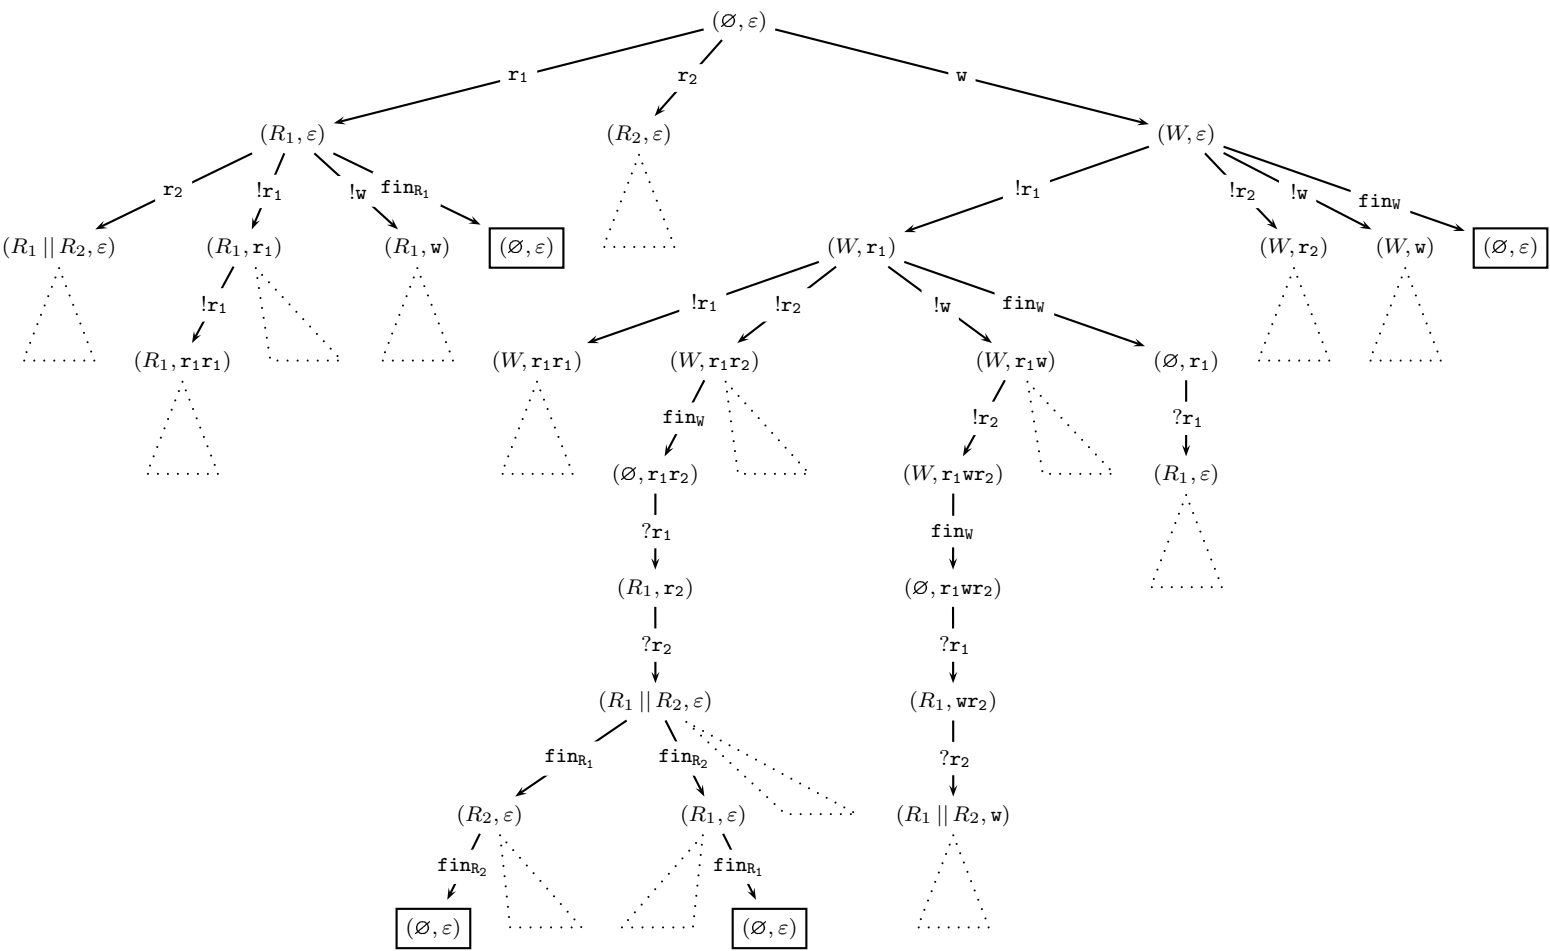 (∅, ε)
r₁ r₂ w
(R₁, ε) (R₂, ε) (W, ε)
r₂ !r₁ !w fin_R₁ !r₁ !r₂ !w fin_W
(R₁ || R₂, ε) (R₁, r₁) (R₁, w) (∅, ε) (W, r₁) (W, r₂) (W, w) (∅, ε)
!r₁ !r₁ !r₂ !w fin_W
(R₁, r₁r₁) (W, r₁r₁) (W, r₁r₂) (W, r₁w) (∅, r₁)
fin_W !r₂ ?r₁
(∅, r₁r₂) (W, r₁wr₂) (R₁, ε)
?r₁ fin_W
(R₁, r₂) (∅, r₁wr₂)
?r₂ ?r₁
(R₁ || R₂, ε) (R₁, wr₂)
fin_R₁ fin_R₂ ?r₂
(R₂, ε) (R₁, ε) (R₁ || R₂, w)
fin_R₂ fin_R₁
(∅, ε) (∅, ε)